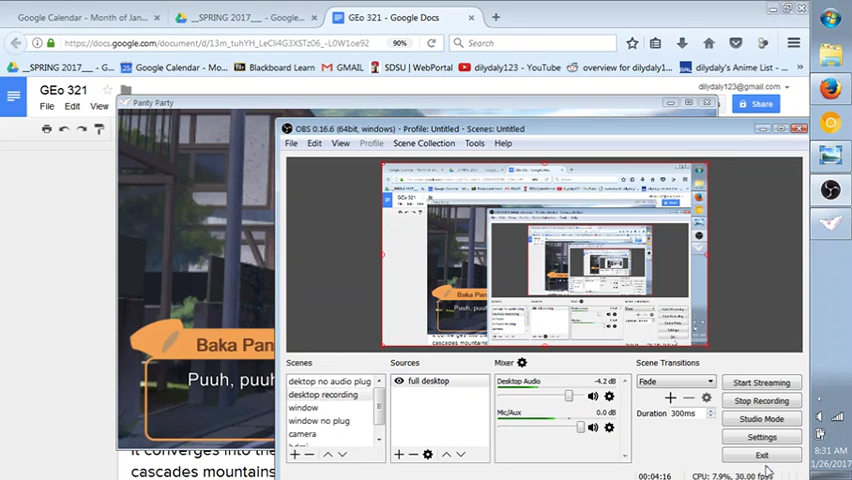 Google Calendar - Month of Jan
__SPRING 2017___ - Google...
GEo 321 - Google Docs
https://docs.google.com/document/d/13m_tuhYH_LeCli4G3XSTz06_-L0W1oe92
90%
Search
__SPRING 2017____ - G...
Google Calendar - Mo...
Blackboard Learn
GMAIL
SDSU | WebPortal
dilydaly123 - YouTube
overview for dilydaly...
dilydaly's Anime List -...
GEo 321
dilydaly123@gmail.com
File Edit View
Share
Panty Party
OBS 0.16.6 (64bit, windows) - Profile: Untitled - Scenes: Untitled
File Edit View Profile Scene Collection Tools Help
Baka Pan
Puuh, puuh
Scenes
Sources
Mixer
Scene Transitions
dektop no audio plug
desktop recording
window
window no plug
camera
full desktop
Desktop Audio
-4.2 dB
Mic/Aux
0.0 dB
Fade
Duration 300ms
Start Streaming
Stop Recording
Studio Mode
Settings
Exit
it converges into the
cascades mountains
00:04:16
CPU: 7.9%, 30.00 fps
8:31 AM
1/26/2017